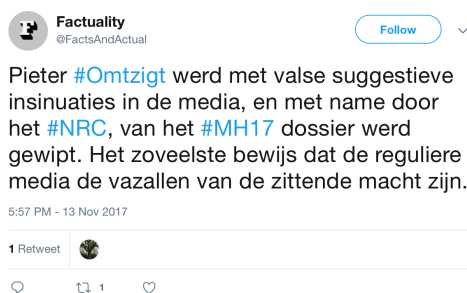 Factuality
@FactsAndActual
Follow
Pieter #Omtzigt werd met valse suggestieve
insinuaties in de media, en met name door
het #NRC, van het #MH17 dossier werd
gewipt. Het zoveelste bewijs dat de reguliere
media de vazallen van de zittende macht zijn.
5:57 PM - 13 Nov 2017
1 Retweet
1